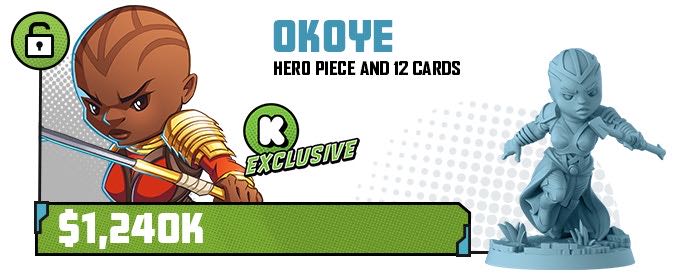 OKOYE
HERO PIECE AND 12 CARDS
K
EXCLUSIVE
$1,240K